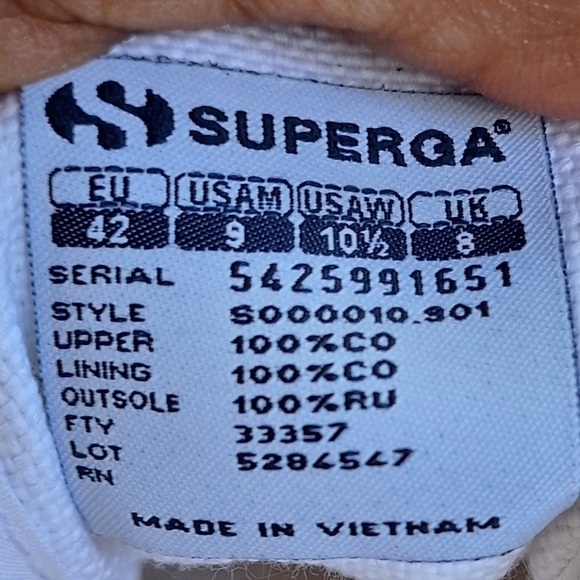 SUPERGA®
EU USAM USAW UK
42 9 10½ 8
SERIAL 5425991651
STYLE S000010.901
UPPER 100%CO
LINING 100%CO
OUTSOLE 100%RU
FTY 33357
LOT 5284547
RN
MADE IN VIETNAM